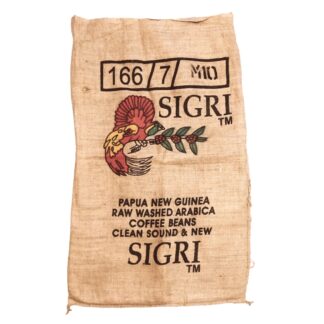 166/7/M10
SIGRI
TM
PAPUA NEW GUINEA
RAW WASHED ARABICA
COFFEE BEANS
CLEAN SOUND & NEW
SIGRI
TM